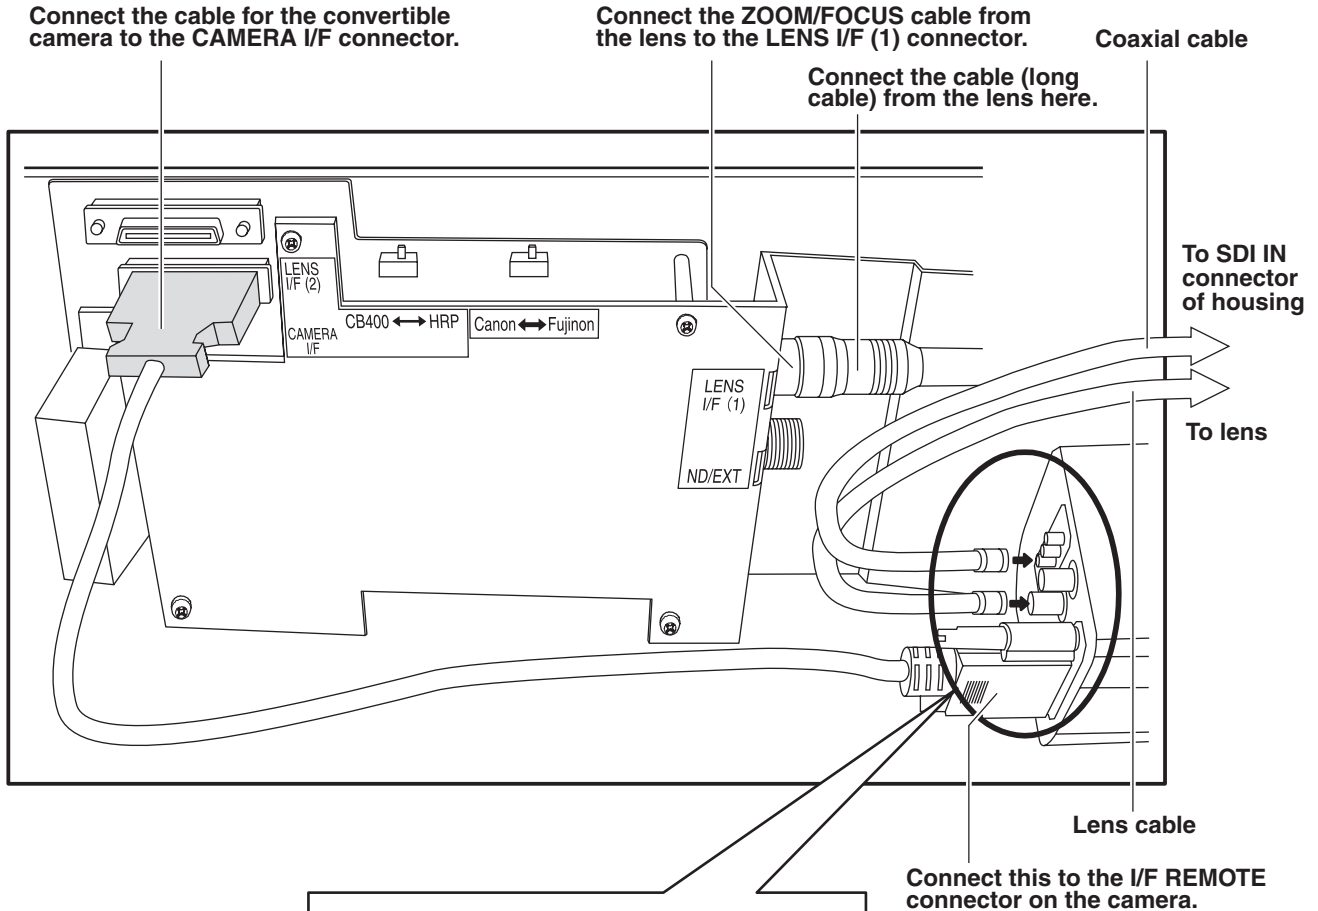 Connect the cable for the convertible
camera to the CAMERA I/F connector.
Connect the ZOOM/FOCUS cable from
the lens to the LENS I/F (1) connector.
Coaxial cable
Connect the cable (long
cable) from the lens here.
LENS
I/F (2)
CAMERA
I/F
CB400 ⟷ HRP
Canon ⟷ Fujinon
LENS
I/F (1)
ND/EXT
To SDI IN
connector
of housing
To lens
Lens cable
Connect this to the I/F REMOTE
connector on the camera.